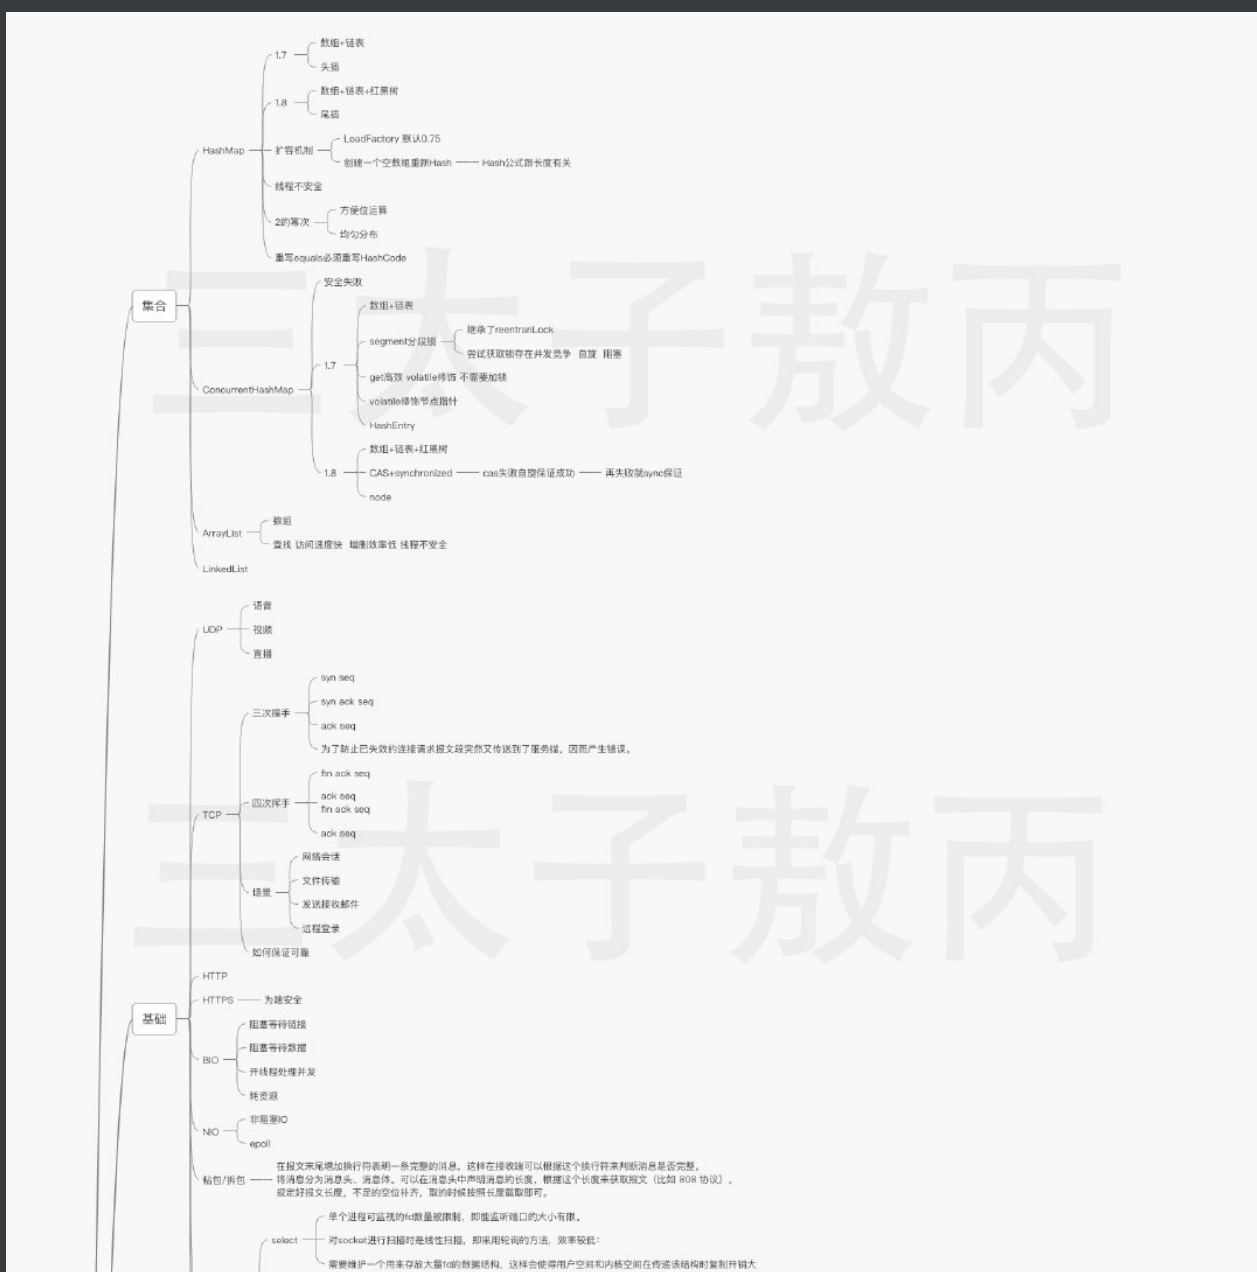 1.7
数组+链表
头插
1.8
数组+链表+红黑树
尾插
HashMap
扩容机制
LoadFactory 默认0.75
创建一个空数组重新Hash
Hash公式跟长度有关
线程不安全
2的幂次
方便位运算
均匀分布
重写equals必须重写HashCode
集合
安全失败
数组+链表
segment分段锁
继承了reentranLock
尝试获取锁存在并发竞争 自旋 阻塞
1.7
get高效 volatile修饰 不需要加锁
ConcurrentHashMap
volatile修饰节点指针
HashEntry
数组+链表+红黑树
1.8
CAS+synchronized
cas失败自旋保证成功
再失败就sync保证
node
ArrayList
数组
查找 访问速度快 增删效率低 线程不安全
LinkedList
三太子敖丙
UDP
语音
视频
直播
syn seq
syn ack seq
三次握手
ack seq
为了防止已失效的连接请求报文段突然又传送到了服务端，因而产生错误。
fin ack seq
TCP
四次挥手
ack seq
fin ack seq
ack seq
网络会话
文件传输
场景
发送接收邮件
远程登录
如何保证可靠
三太子敖丙
HTTP
HTTPS
为啥安全
基础
阻塞等待链接
阻塞等待数据
BIO
开线程处理并发
耗资源
NIO
非阻塞IO
epoll
粘包/拆包
在报文末尾增加换行符表明一条完整的消息，这样在接收端可以根据这个换行符来判断消息是否完整。
将消息分为消息头、消息体。可以在消息头中声明消息的长度，根据这个长度来获取报文（比如 808 协议）。
规定好报文长度，不足的空位补齐，取的时候按照长度截取即可。
单个进程可监视的fd数量被限制，即能监听端口的大小有限。
select
对socket进行扫描时是线性扫描，即采用轮询的方法，效率较低：
需要维护一个用来存放大量fd的数据结构，这样会使得用户空间和内核空间在传递该结构时复制开销大